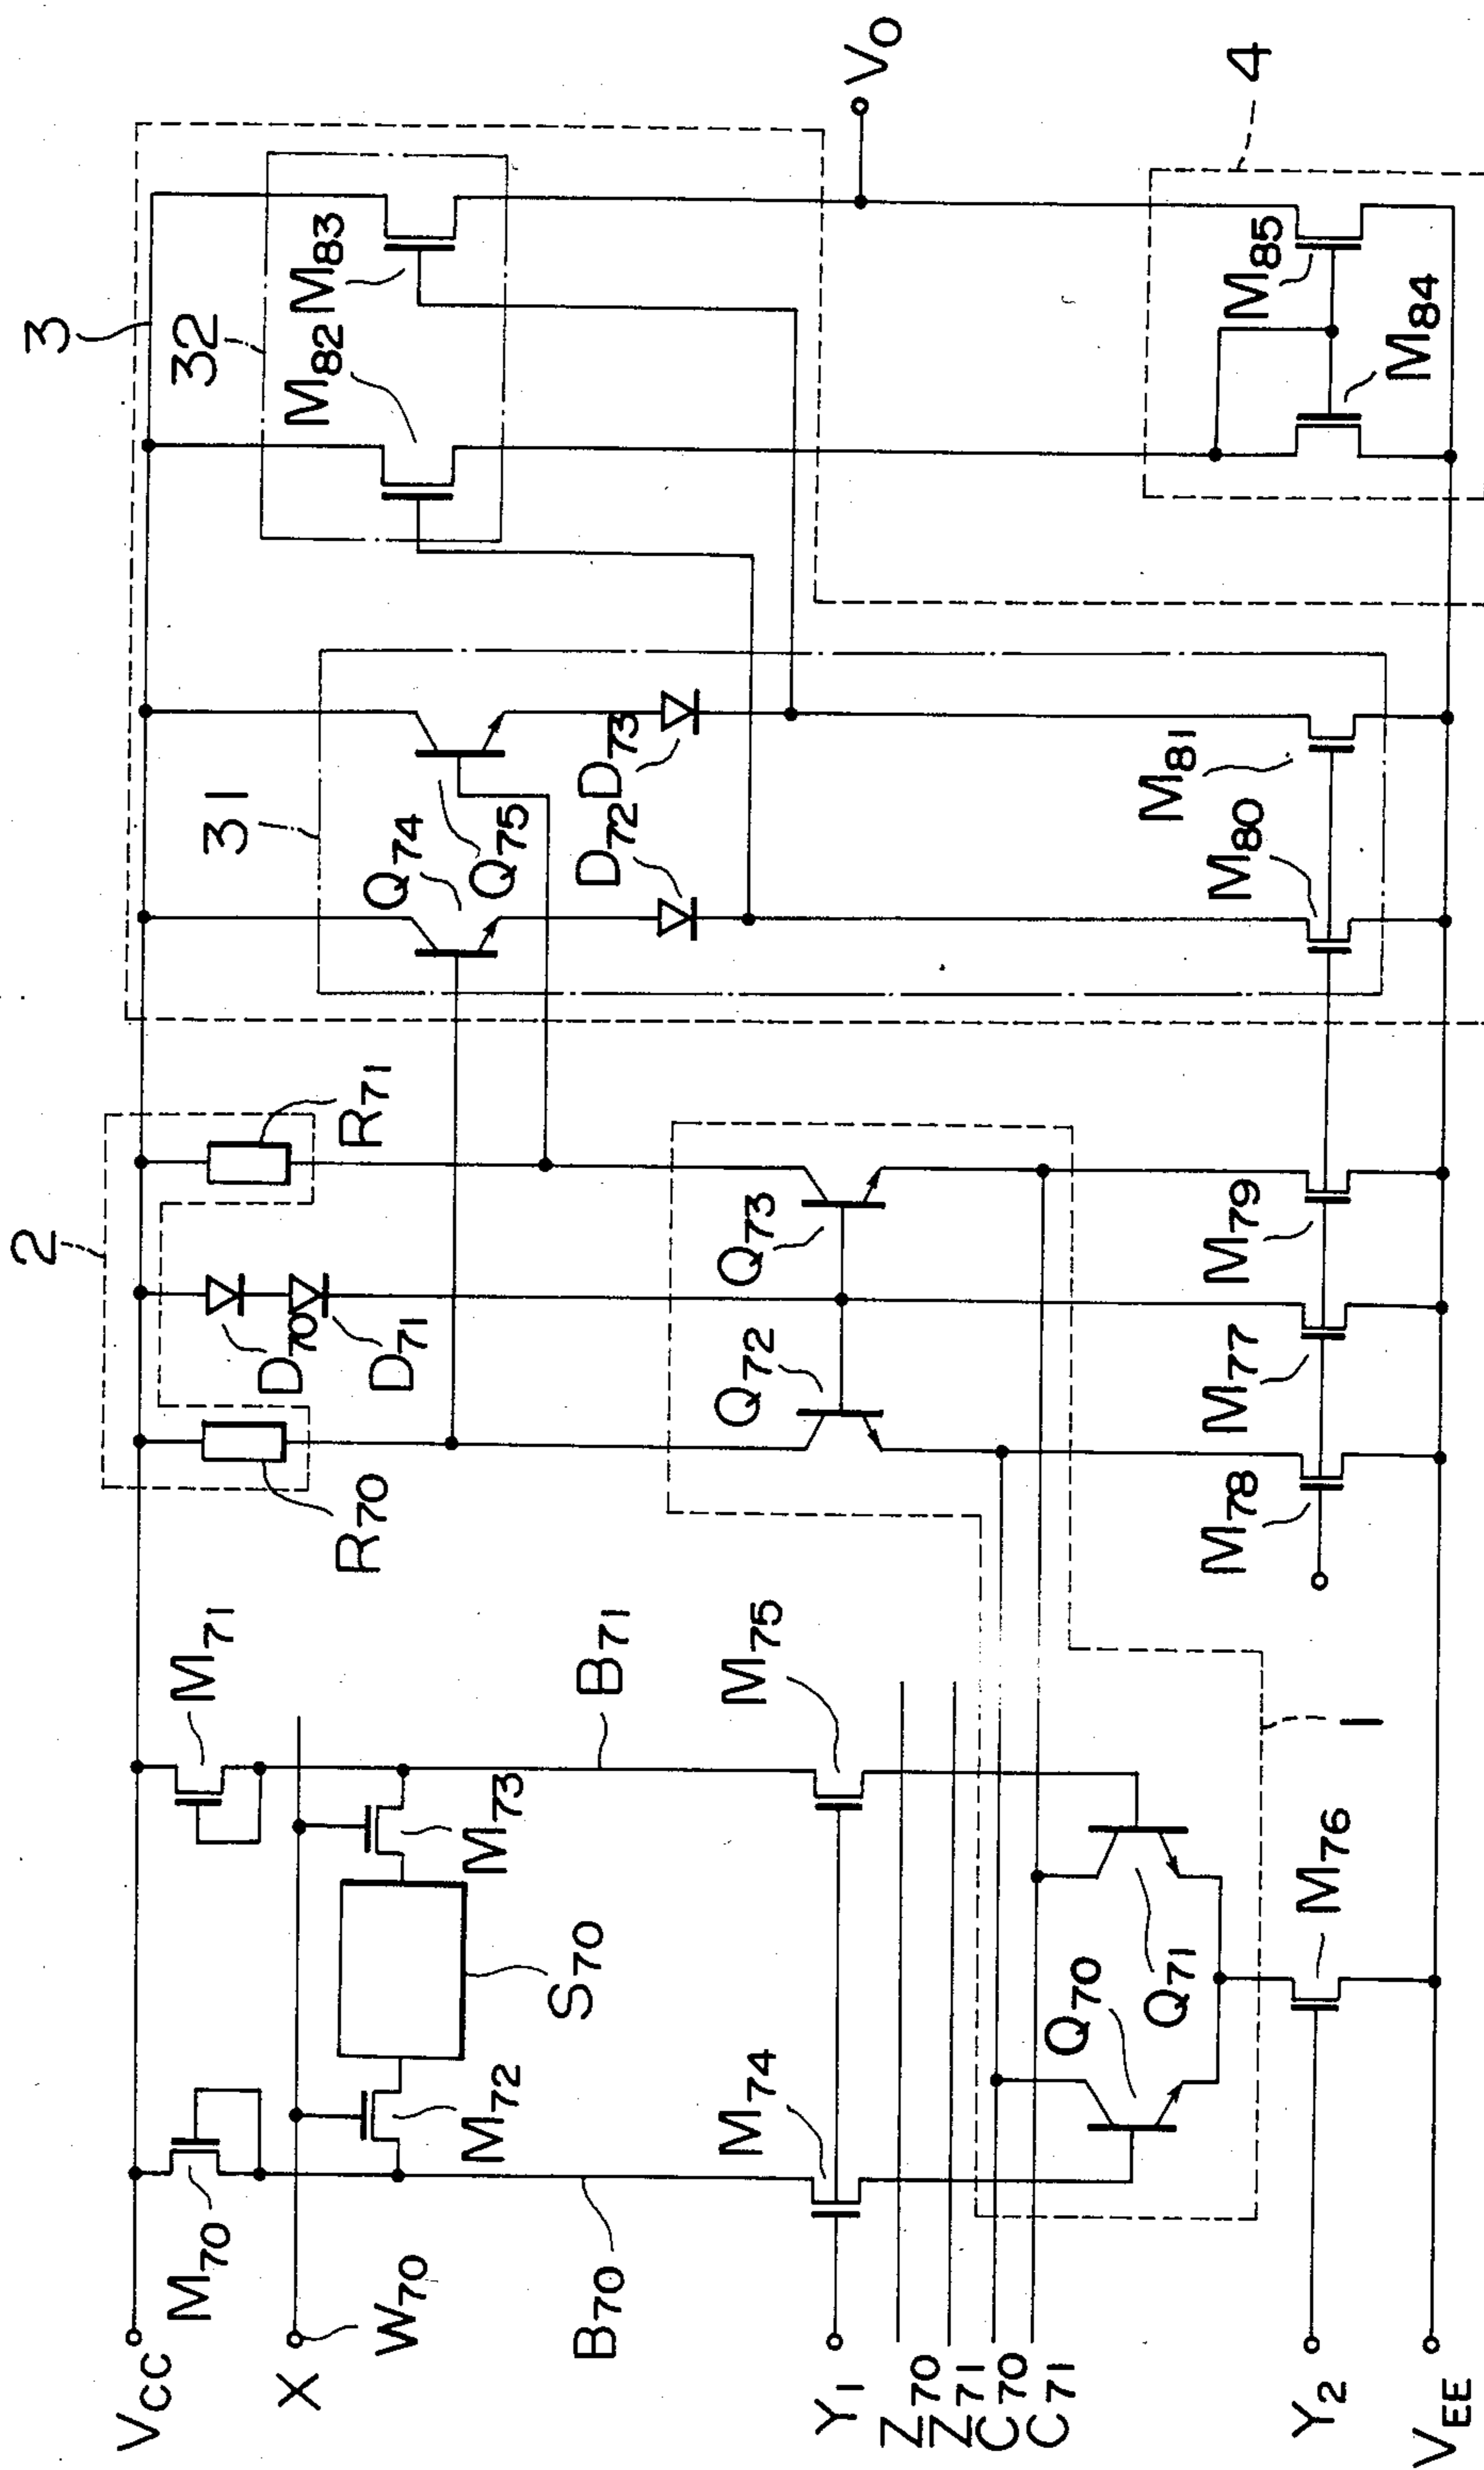 3
32
M83
M82
VO
4
M85
M84
31
Q74
Q75
D73
D72
M81
M80
2
R71
D70
D71
R70
Q73
Q72
M79
M77
M78
M71
M73
B71
M75
S70
M72
M74
Q70
Q71
M76
1
M70
W70
B70
VCC
X
Y1
Z70
Z71
C70
C71
Y2
VEE